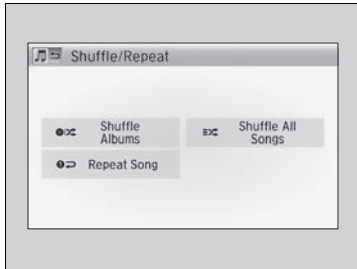 Shuffle/Repeat
Shuffle
Albums
Shuffle All
Songs
Repeat Song